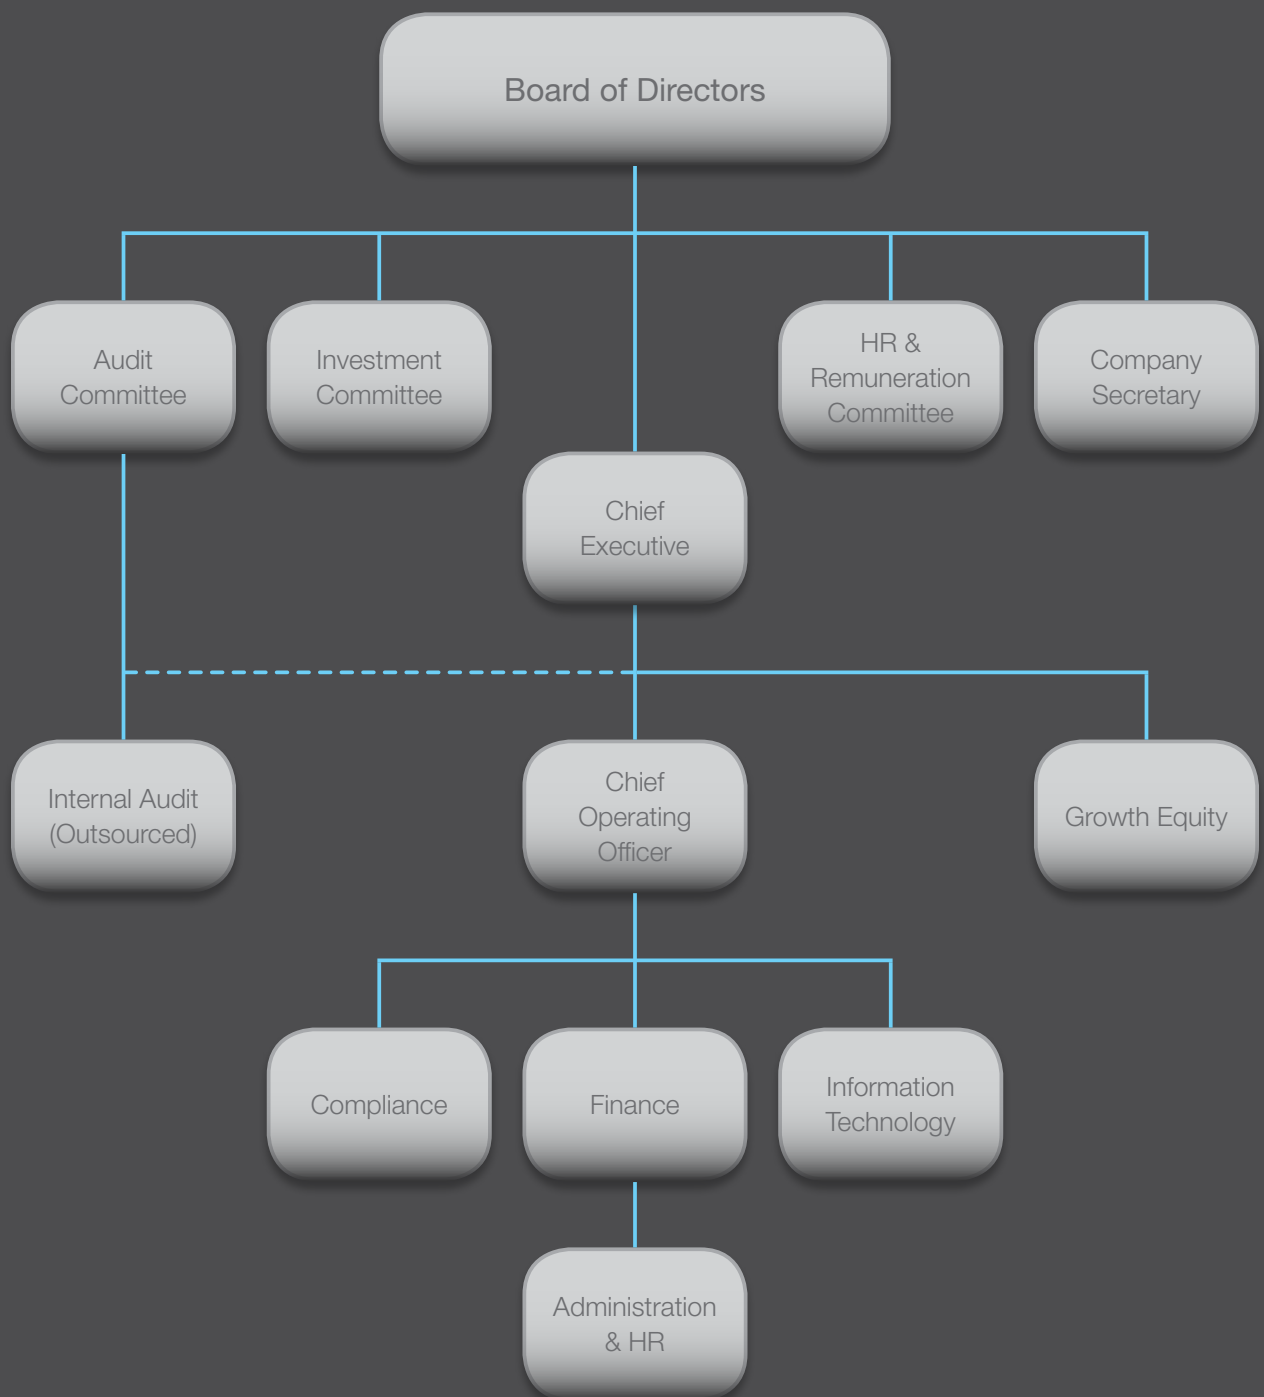 Board of Directors
Audit
Committee
Investment
Committee
HR &
Remuneration
Committee
Company
Secretary
Chief
Executive
Internal Audit
(Outsourced)
Chief
Operating
Officer
Growth Equity
Compliance
Finance
Information
Technology
Administration
& HR